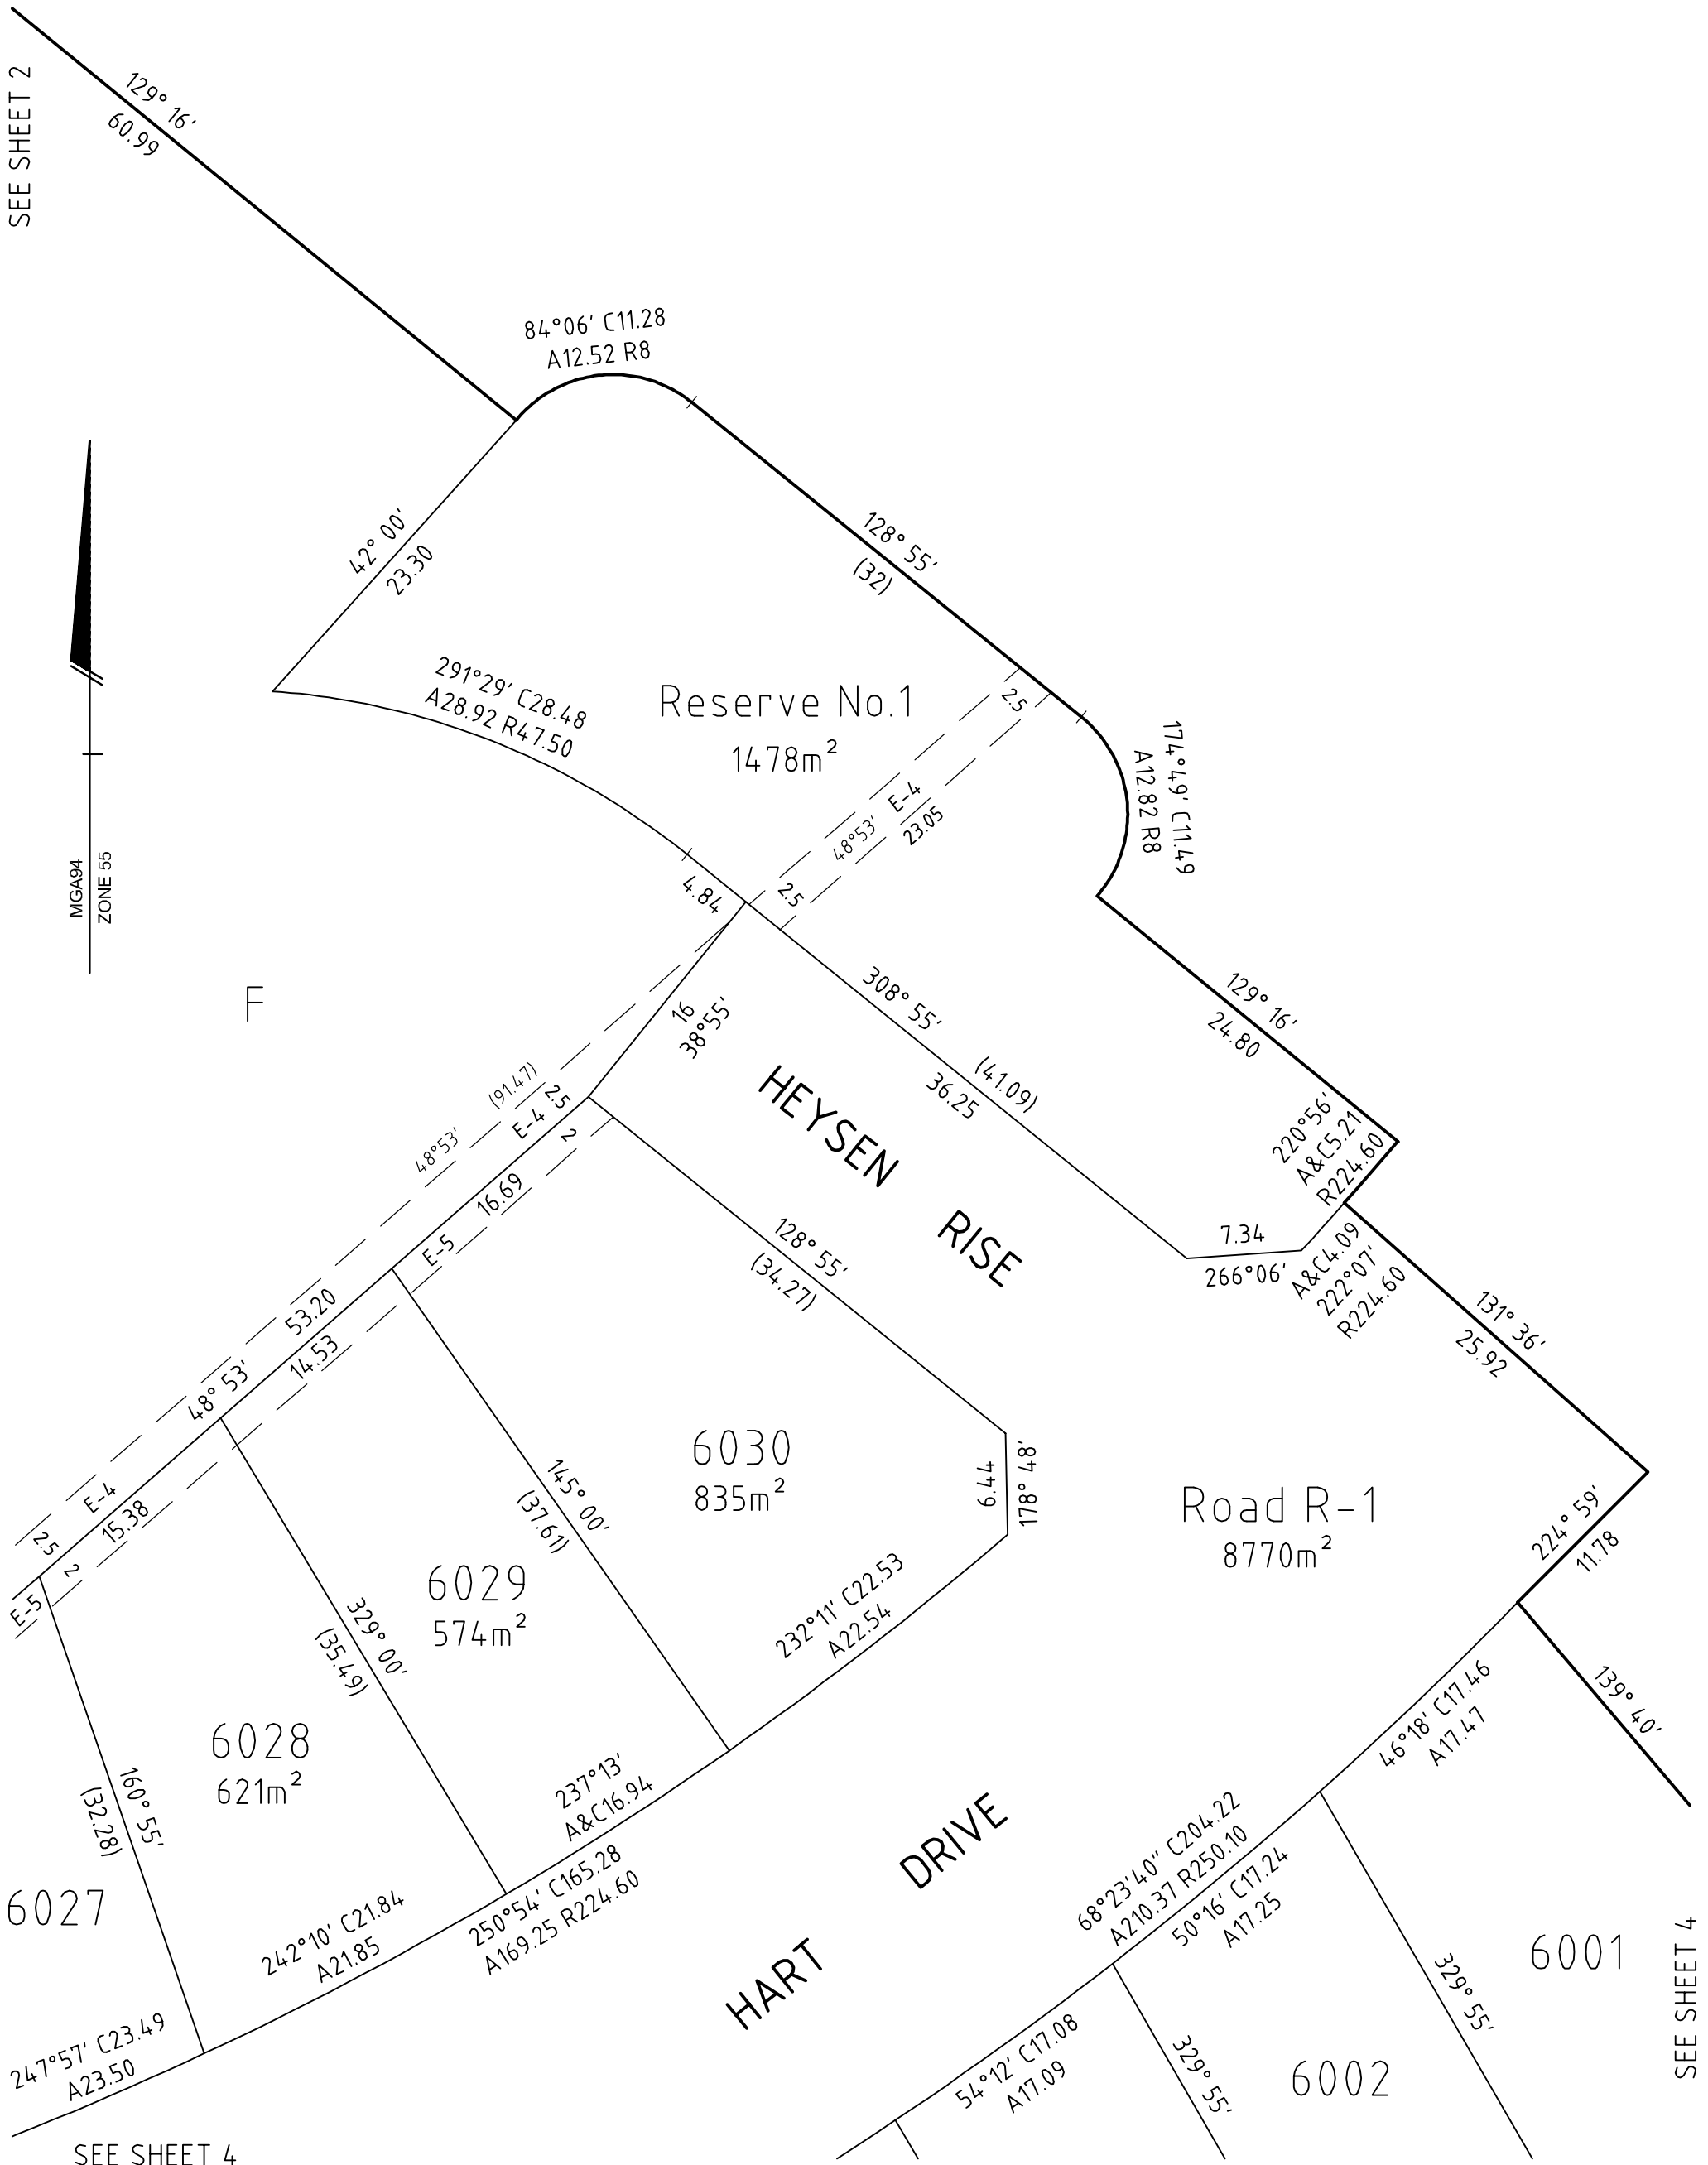 SEE SHEET 2
129° 16'
60.99
84°06' C11.28
A12.52 R8
42° 00'
23.30
128° 55'
(32)
291°29' C28.48
A28.92 R47.50
Reserve No.1
1478m²
2.5
48°53'
E-4
23.05
2.5
174°49' C11.49
A12.82 R8
MGA94
ZONE 55
4.84
F
16
38°55'
308° 55'
(41.09)
36.25
129° 16'
24.80
220°56'
A&C5.21
R224.60
HEYSEN RISE
(91.47)
48°53'
2.5
E-4
2
16.69
E-5
7.34
266°06'
A&C4.09
222°07'
R224.60
128° 55'
(34.27)
131° 36'
25.92
53.20
48° 53'
14.53
6030
835m²
145° 00'
(37.61)
6.44
178° 48'
Road R-1
8770m²
224° 59'
11.78
E-4
15.38
2.5
2
E-5
6029
574m²
329° 00'
(35.49)
232°11' C22.53
A22.54
139° 40'
46°18' C17.46
A17.47
6028
621m²
160° 55'
(32.28)
237°13'
A&C16.94
250°54' C165.28
A169.25 R224.60
HART DRIVE
68°23'40" C204.22
A210.37 R250.10
50°16' C17.24
A17.25
6027
242°10' C21.84
A21.85
6001
329° 55'
SEE SHEET 4
247°57' C23.49
A23.50
54°12' C17.08
A17.09
329° 55'
6002
SEE SHEET 4